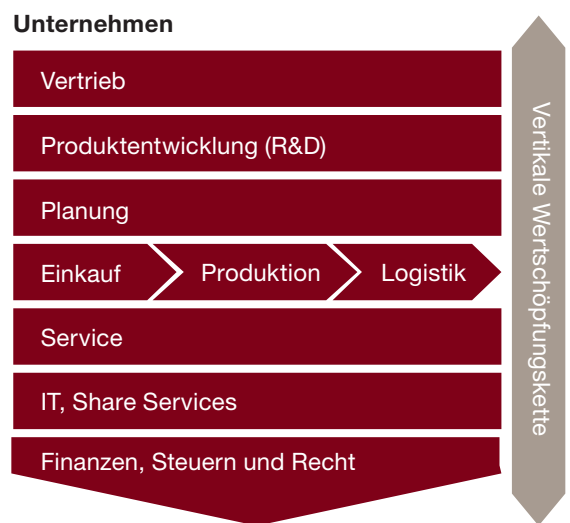 Unternehmen
Vertrieb
Produktentwicklung (R&D)
Planung
Einkauf
Produktion
Logistik
Service
IT, Share Services
Finanzen, Steuern und Recht
Vertikale Wertschöpfungskette